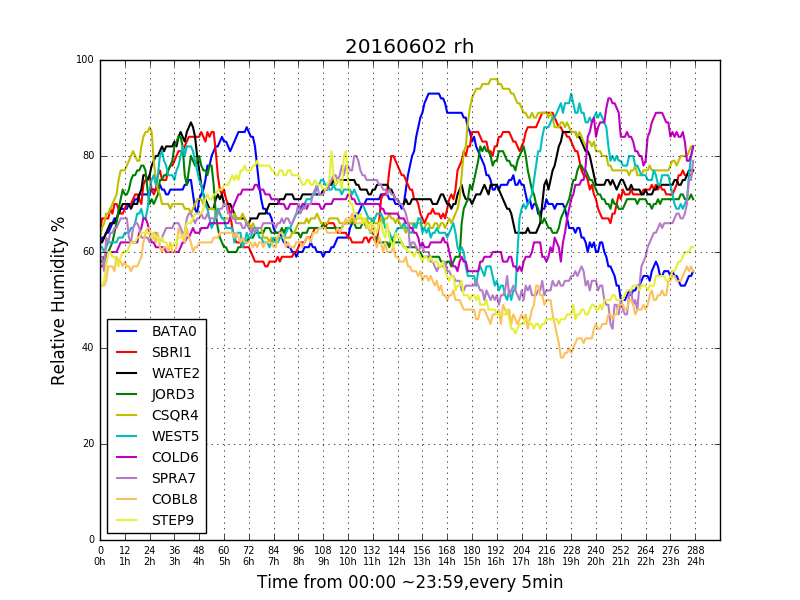 20160602 rh
100
80
60
40
20
0
Relative Humidity %
BATA0
SBRI1
WATE2
JORD3
CSQR4
WEST5
COLD6
SPRA7
COBL8
STEP9
0 12 24 36 48 60 72 84 96 108 120 132 144 156 168 180 192 204 216 228 240 252 264 276 288
0h 1h 2h 3h 4h 5h 6h 7h 8h 9h 10h 11h 12h 13h 14h 15h 16h 17h 18h 19h 20h 21h 22h 23h 24h
Time from 00:00 ~23:59,every 5min